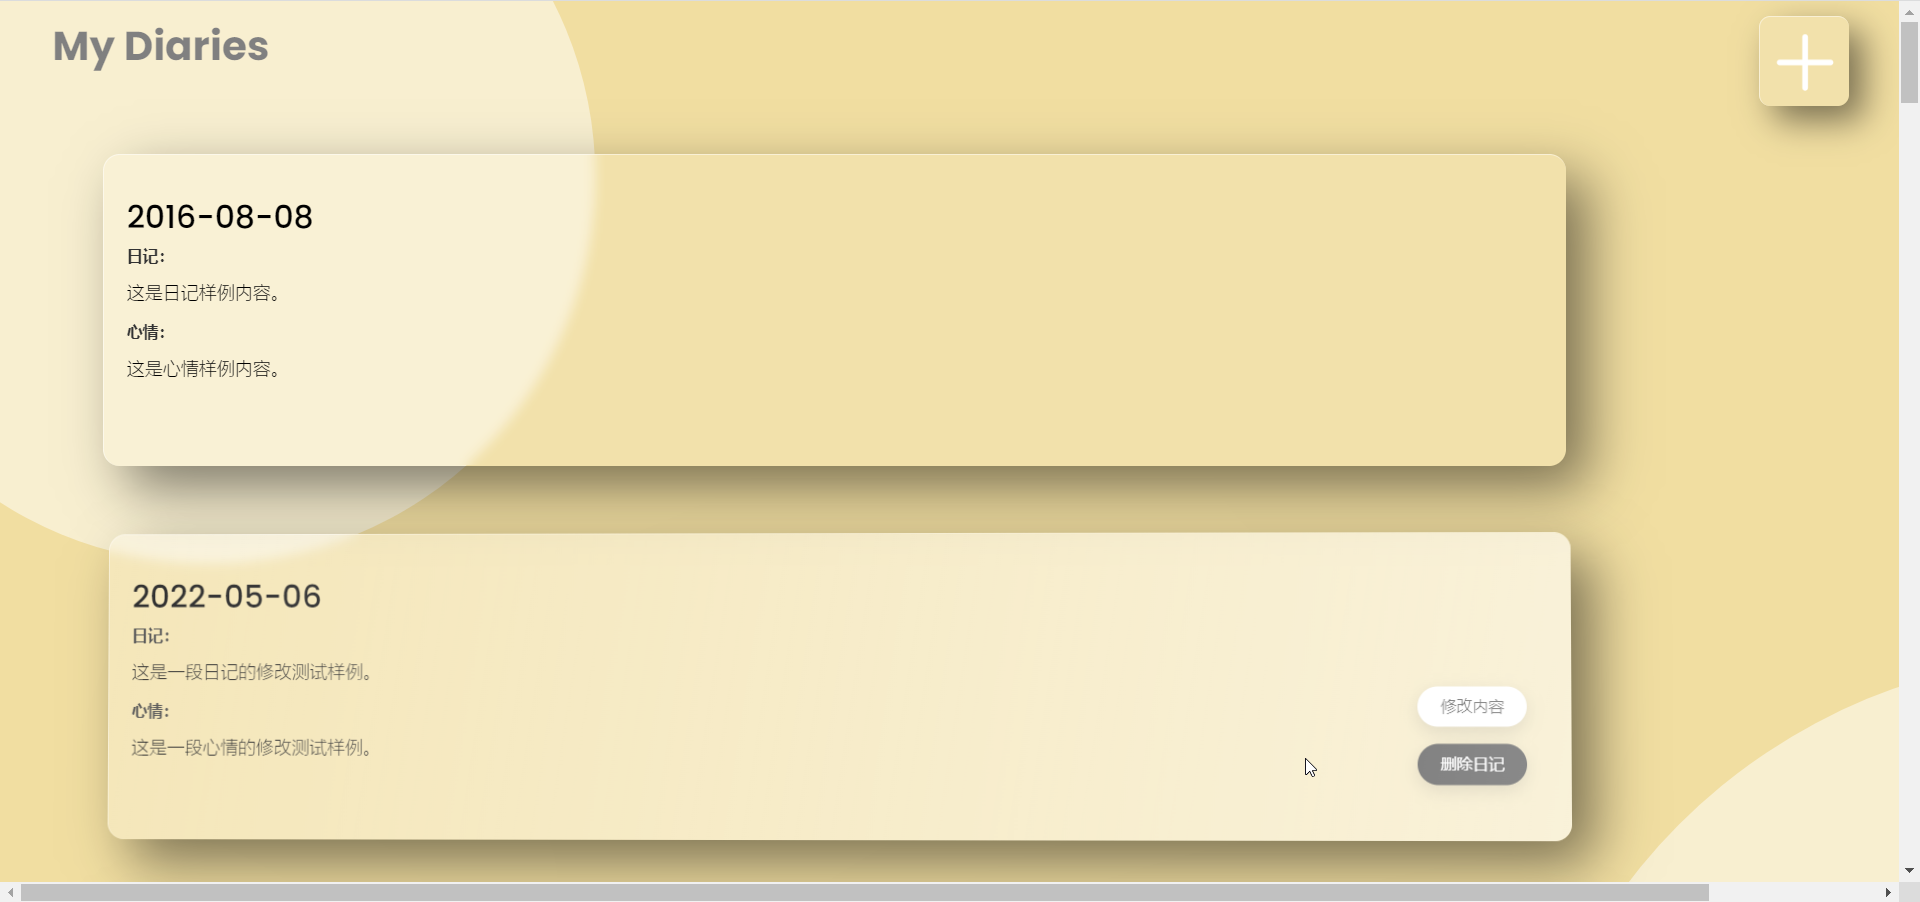 My Diaries
2016-08-08
日记：
这是日记样例内容。
心情：
这是心情样例内容。
2022-05-06
日记：
这是一段日记的修改测试样例。
心情：
这是一段心情的修改测试样例。
修改内容
删除日记